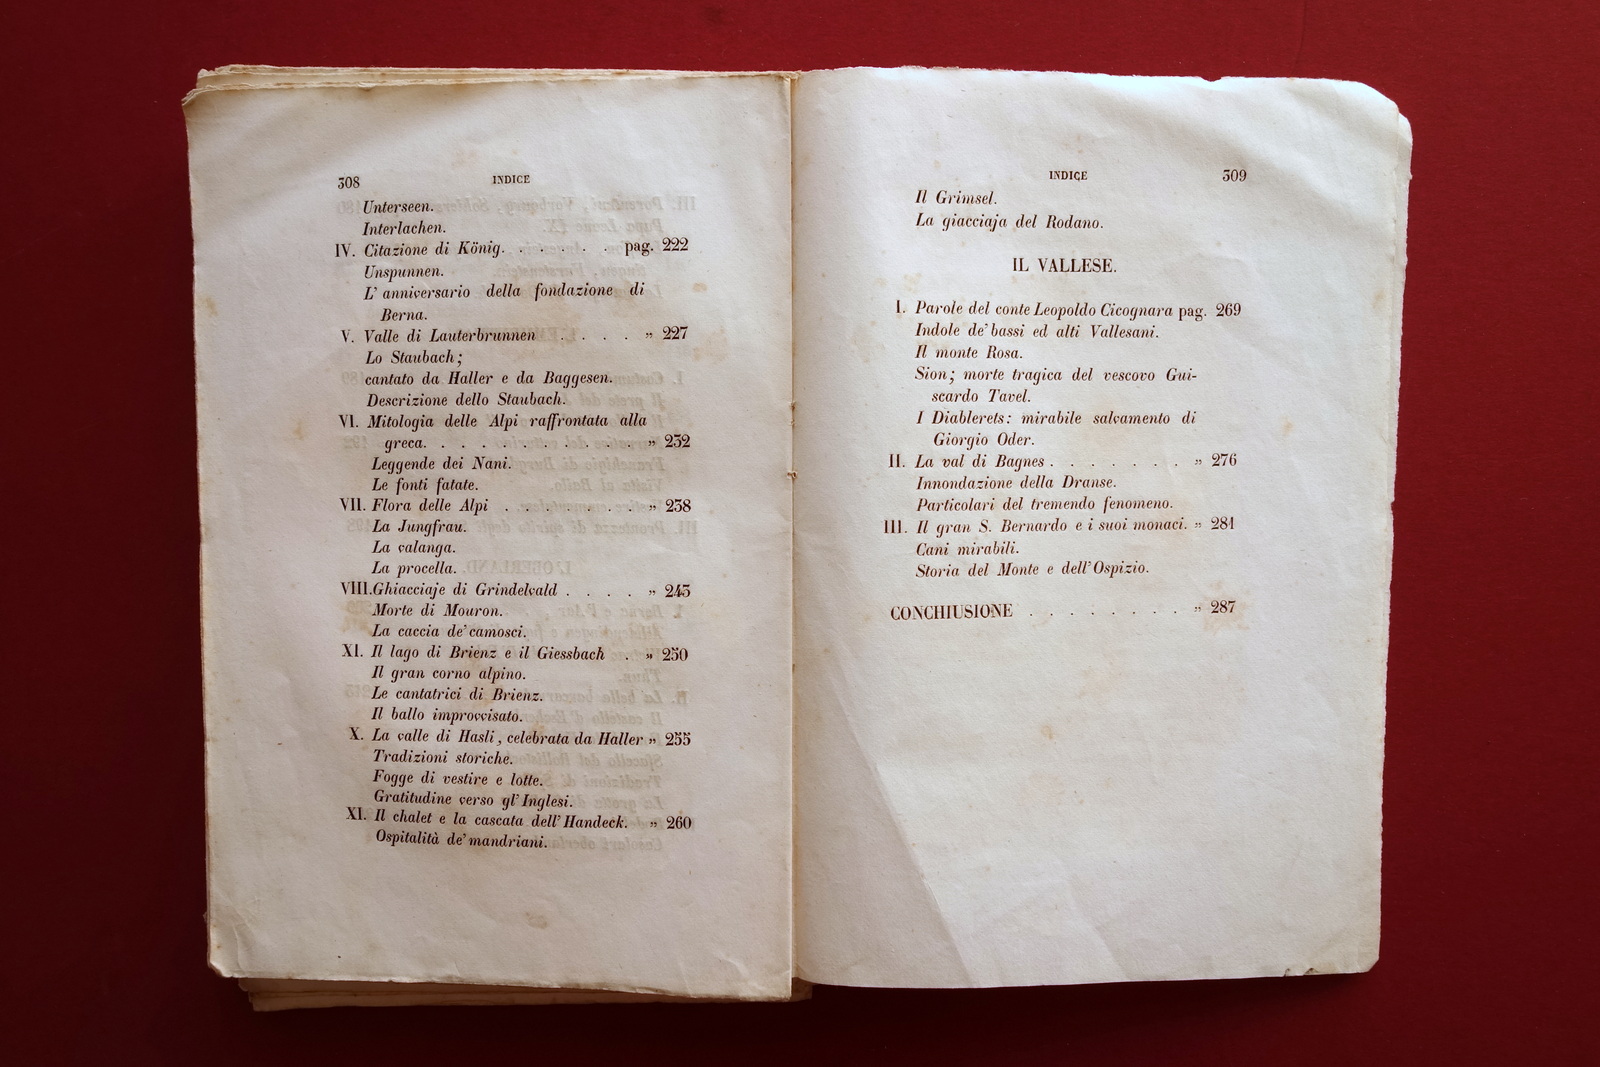 308 INDICE
Unterseen.
Interlachen.
IV. Citazione di König. . . . . . . pag. 222
Unspunnen.
L' anniversario della fondazione di
Berna.
V. Valle di Lauterbrunnen . . . . „ 227
Lo Staubach;
cantato da Haller e da Baggesen.
Descrizione dello Staubach.
VI. Mitologia delle Alpi raffrontata alla
greca. . . . . . . . . . . „ 232
Leggende dei Nani.
Le fonti fatate.
VII. Flora delle Alpi . . . . . . . „ 238
La Jungfrau.
La valanga.
La procella.
VIII. Ghiacciaje di Grindelvald . . . . „ 243
Morte di Mouron.
La caccia de' camosci.
XI. Il lago di Brienz e il Giessbach . „ 250
Il gran corno alpino.
Le cantatrici di Brienz.
Il ballo improvvisato.
X. La valle di Hasli, celebrata da Haller „ 255
Tradizioni storiche.
Fogge di vestire e lotte.
Gratitudine verso gl' Inglesi.
XI. Il chalet e la cascata dell' Handeck. „ 260
Ospitalità de' mandriani.
INDICE 309
Il Grimsel.
La giacciaja del Rodano.
IL VALLESE.
I. Parole del conte Leopoldo Cicognara pag. 269
Indole de' bassi ed alti Vallesani.
Il monte Rosa.
Sion; morte tragica del vescovo Gui-
scardo Tavel.
I Diablerets: mirabile salvamento di
Giorgio Oder.
II. La val di Bagnes . . . . . . . „ 276
Innondazione della Dranse.
Particolari del tremendo fenomeno.
III. Il gran S. Bernardo e i suoi monaci. „ 281
Cani mirabili.
Storia del Monte e dell' Ospizio.
CONCHIUSIONE . . . . . . . . „ 287